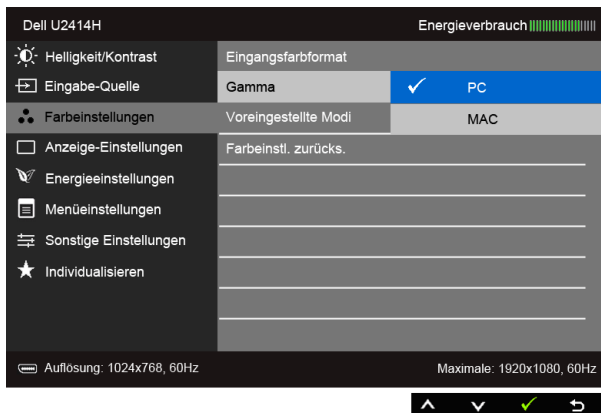 Dell U2414H Energieverbrauch
Helligkeit/Kontrast Eingangsfarbformat
Eingabe-Quelle Gamma PC
Farbeinstellungen Voreingestellte Modi MAC
Anzeige-Einstellungen Farbeinstl. zurücks.
Energieeinstellungen
Menüeinstellungen
Sonstige Einstellungen
Individualisieren
Auflösung: 1024x768, 60Hz Maximale: 1920x1080, 60Hz